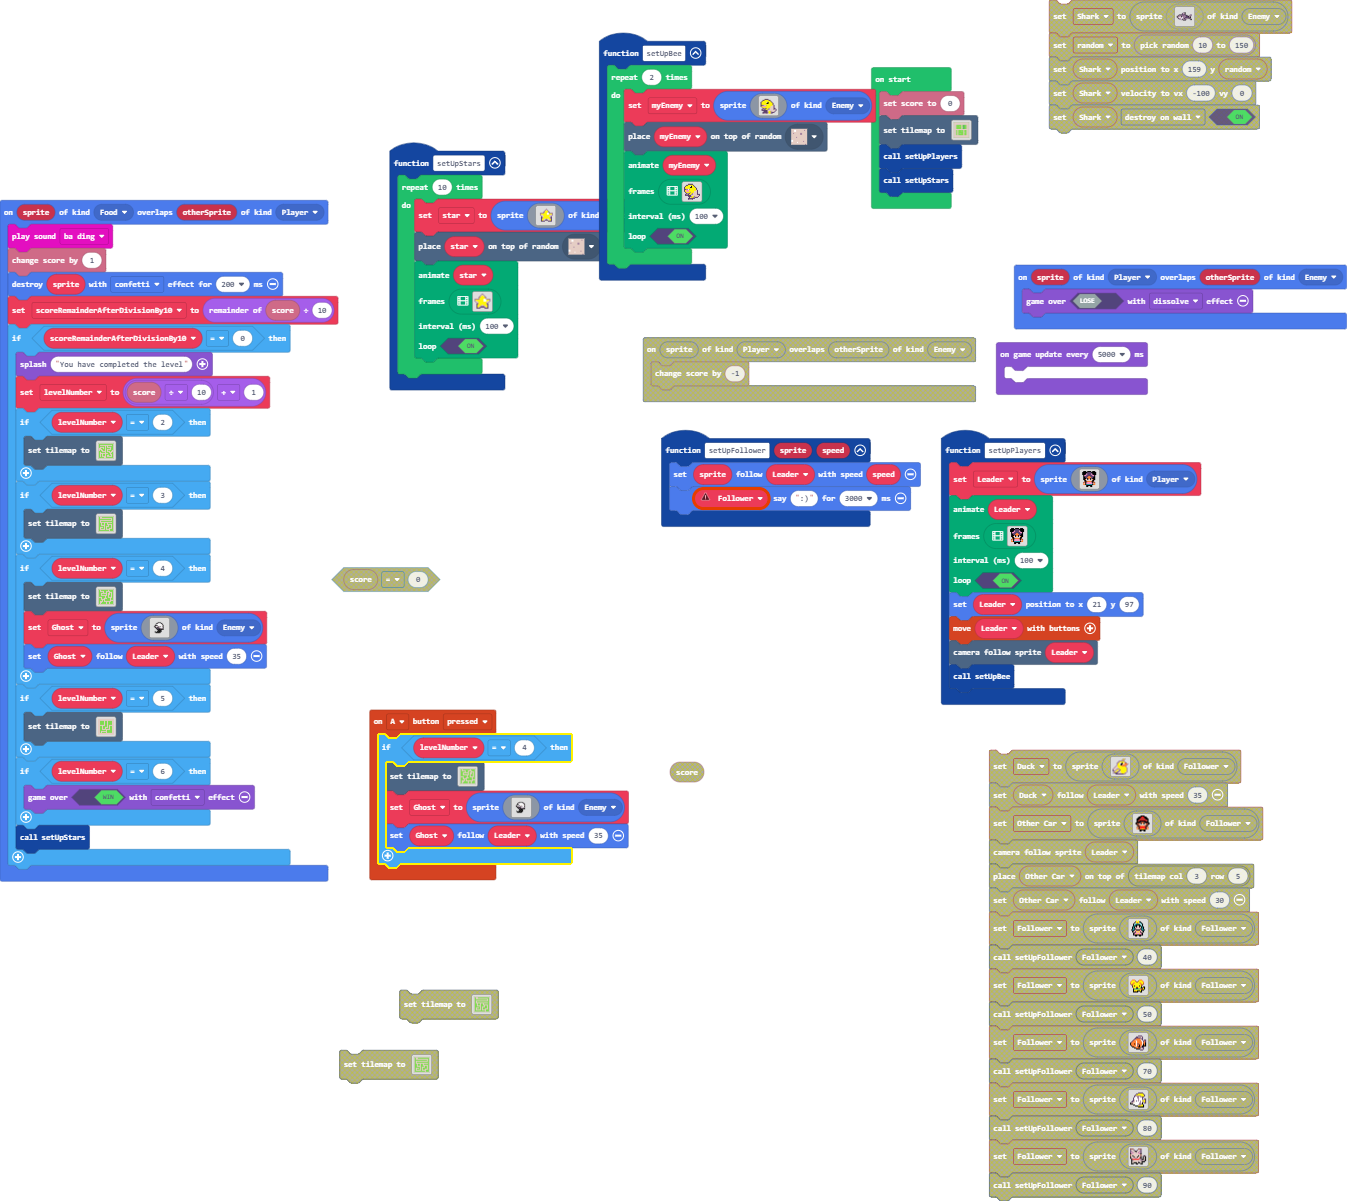 set Shark to sprite of kind Enemy
set random to pick random 10 to 150
set Shark position to x 159 y random
set Shark velocity to vx -100 vy 0
set Shark destroy on wall ON
function setUpBee
repeat 2 times
do
set myEnemy to sprite of kind Enemy
place myEnemy on top of random
animate myEnemy
frames
interval (ms) 100
loop ON
on start
set score to 0
set tilemap to
call setUpPlayers
call setUpStars
function setUpStars
repeat 10 times
do
set star to sprite of kind
place star on top of random
animate star
frames
interval (ms) 100
loop ON
on sprite of kind Food overlaps otherSprite of kind Player
play sound ba ding
change score by 1
destroy sprite with confetti effect for 200 ms
set scoreRemainderAfterDivisionBy10 to remainder of score ÷ 10
if scoreRemainderAfterDivisionBy10 = 0 then
splash "You have completed the level"
set levelNumber to score ÷ 10 + 1
if levelNumber = 2 then
set tilemap to
if levelNumber = 3 then
set tilemap to
if levelNumber = 4 then
set tilemap to
set Ghost to sprite of kind Enemy
set Ghost follow Leader with speed 35
if levelNumber = 5 then
set tilemap to
if levelNumber = 6 then
game over WIN with confetti effect
call setUpStars
on sprite of kind Player overlaps otherSprite of kind Enemy
game over LOSE with dissolve effect
on sprite of kind Player overlaps otherSprite of kind Enemy
change score by -1
on game update every 5000 ms
function setUpFollower sprite speed
set sprite follow Leader with speed speed
Follower say ":)" for 3000 ms
function setUpPlayers
set Leader to sprite of kind Player
animate Leader
frames
interval (ms) 100
loop ON
set Leader position to x 21 y 97
move Leader with buttons
camera follow sprite Leader
call setUpBee
score = 0
on A button pressed
if levelNumber = 4 then
set tilemap to
set Ghost to sprite of kind Enemy
set Ghost follow Leader with speed 35
score
set Duck to sprite of kind Follower
set Duck follow Leader with speed 35
set Other Car to sprite of kind Follower
camera follow sprite Leader
place Other Car on top of tilemap col 3 row 5
set Other Car follow Leader with speed 30
set Follower to sprite of kind Follower
call setUpFollower Follower 40
set Follower to sprite of kind Follower
call setUpFollower Follower 50
set Follower to sprite of kind Follower
call setUpFollower Follower 70
set Follower to sprite of kind Follower
call setUpFollower Follower 80
set Follower to sprite of kind Follower
call setUpFollower Follower 90
set tilemap to
set tilemap to